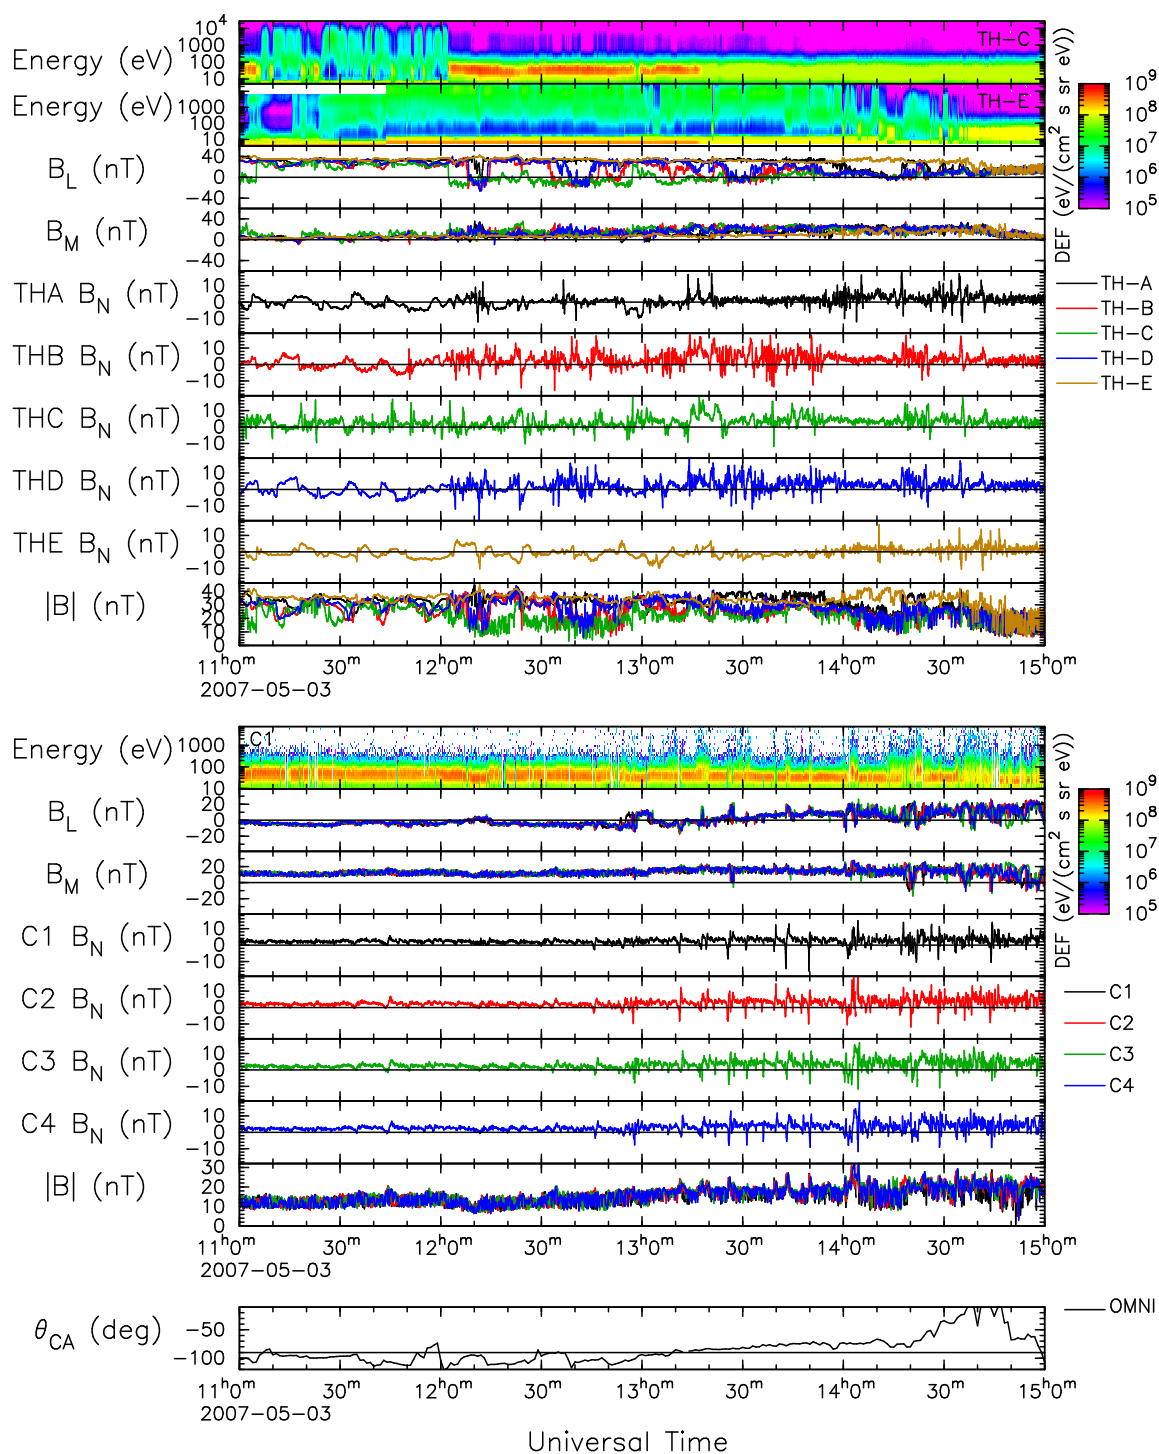 10⁴
1000
100
10
Energy (eV)
TH-C
1000
100
10
Energy (eV)
TH-E
10⁹
10⁸
10⁷
10⁶
10⁵
DEF (eV/(cm² s sr eV))
B_L (nT)
40
0
-40
B_M (nT)
40
0
-40
THA B_N (nT)
10
0
-10
THB B_N (nT)
10
0
-10
THC B_N (nT)
10
0
-10
THD B_N (nT)
10
0
-10
THE B_N (nT)
10
0
-10
|B| (nT)
40
30
20
10
0
TH-A
TH-B
TH-C
TH-D
TH-E
11ʰ0ᵐ 30ᵐ 12ʰ0ᵐ 30ᵐ 13ʰ0ᵐ 30ᵐ 14ʰ0ᵐ 30ᵐ 15ʰ0ᵐ
2007-05-03
Energy (eV)
1000
100
10
C1
10⁹
10⁸
10⁷
10⁶
10⁵
DEF (eV/(cm² s sr eV))
B_L (nT)
20
0
-20
B_M (nT)
20
0
-20
C1 B_N (nT)
10
0
-10
C2 B_N (nT)
10
0
-10
C3 B_N (nT)
10
0
-10
C4 B_N (nT)
10
0
-10
|B| (nT)
30
20
10
0
C1
C2
C3
C4
11ʰ0ᵐ 30ᵐ 12ʰ0ᵐ 30ᵐ 13ʰ0ᵐ 30ᵐ 14ʰ0ᵐ 30ᵐ 15ʰ0ᵐ
2007-05-03
θ_CA (deg)
-50
-100
OMNI
11ʰ0ᵐ 30ᵐ 12ʰ0ᵐ 30ᵐ 13ʰ0ᵐ 30ᵐ 14ʰ0ᵐ 30ᵐ 15ʰ0ᵐ
2007-05-03
Universal Time